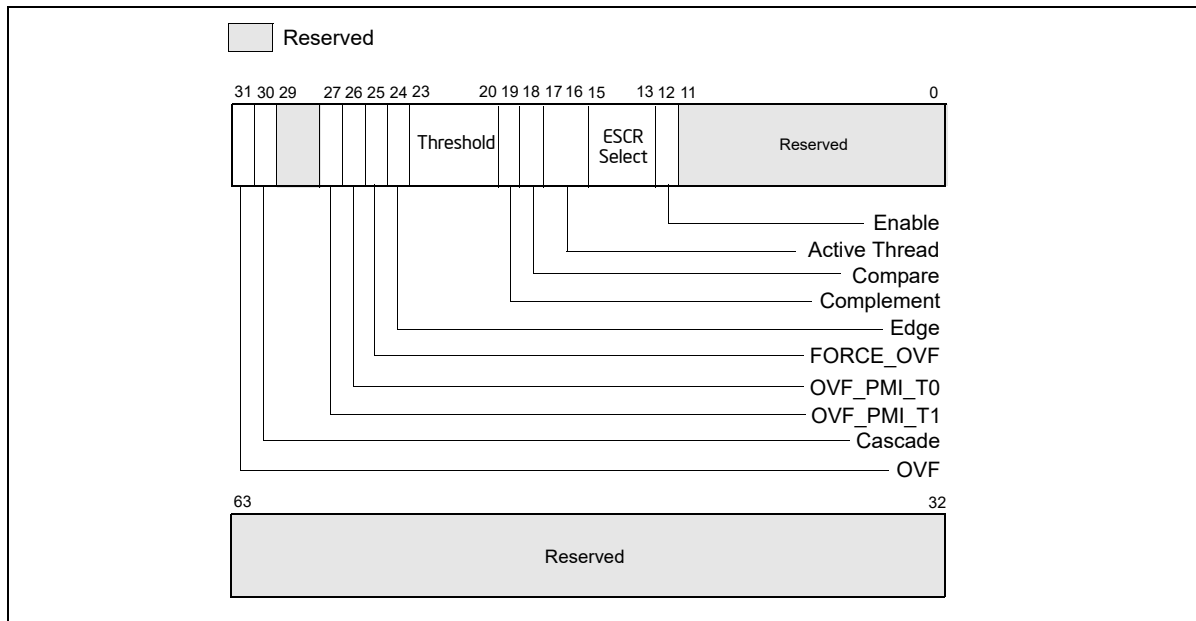 Reserved
31 30 29 27 26 25 24 23 20 19 18 17 16 15 13 12 11 0
Threshold
ESCR
Select
Reserved
Enable
Active Thread
Compare
Complement
Edge
FORCE_OVF
OVF_PMI_T0
OVF_PMI_T1
Cascade
OVF
63 32
Reserved